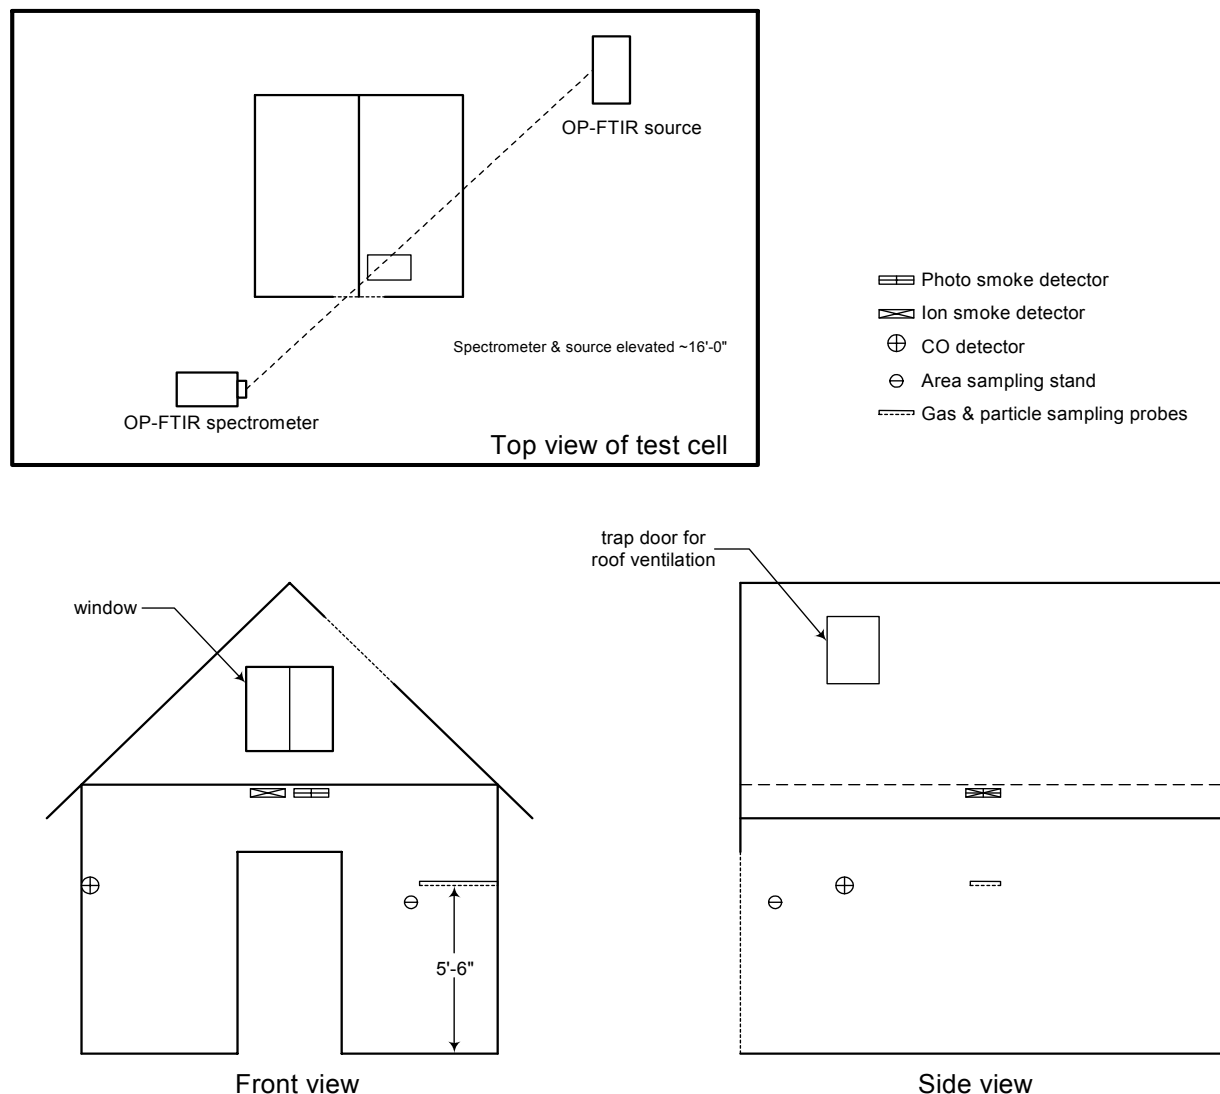 OP-FTIR source
Spectrometer & source elevated ~16'-0"
OP-FTIR spectrometer
Top view of test cell
Photo smoke detector
Ion smoke detector
CO detector
Area sampling stand
Gas & particle sampling probes
trap door for
roof ventilation
window
5'-6"
Front view
Side view